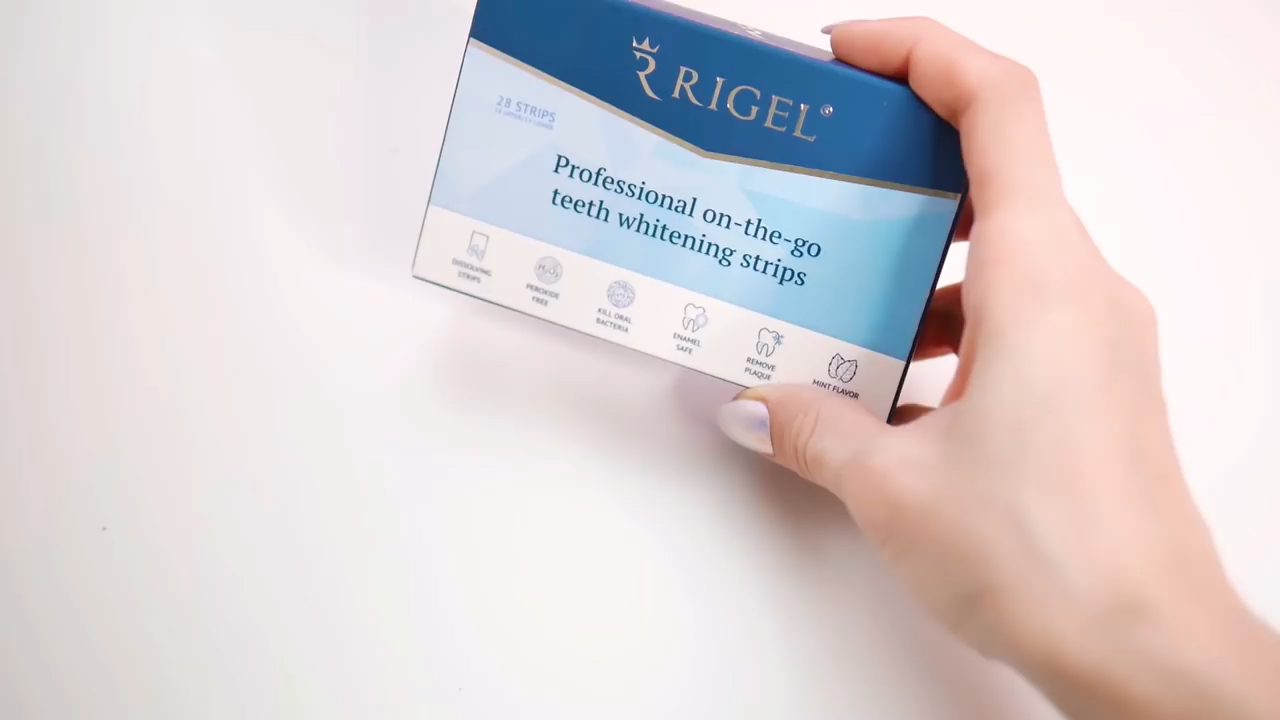 RIGEL®
28 STRIPS
Professional on-the-go
teeth whitening strips
DISSOLVING
STRIPS
PEROXIDE
FREE
KILL ORAL
BACTERIA
ENAMEL
SAFE
REMOVE
PLAQUE
MINT FLAVOR